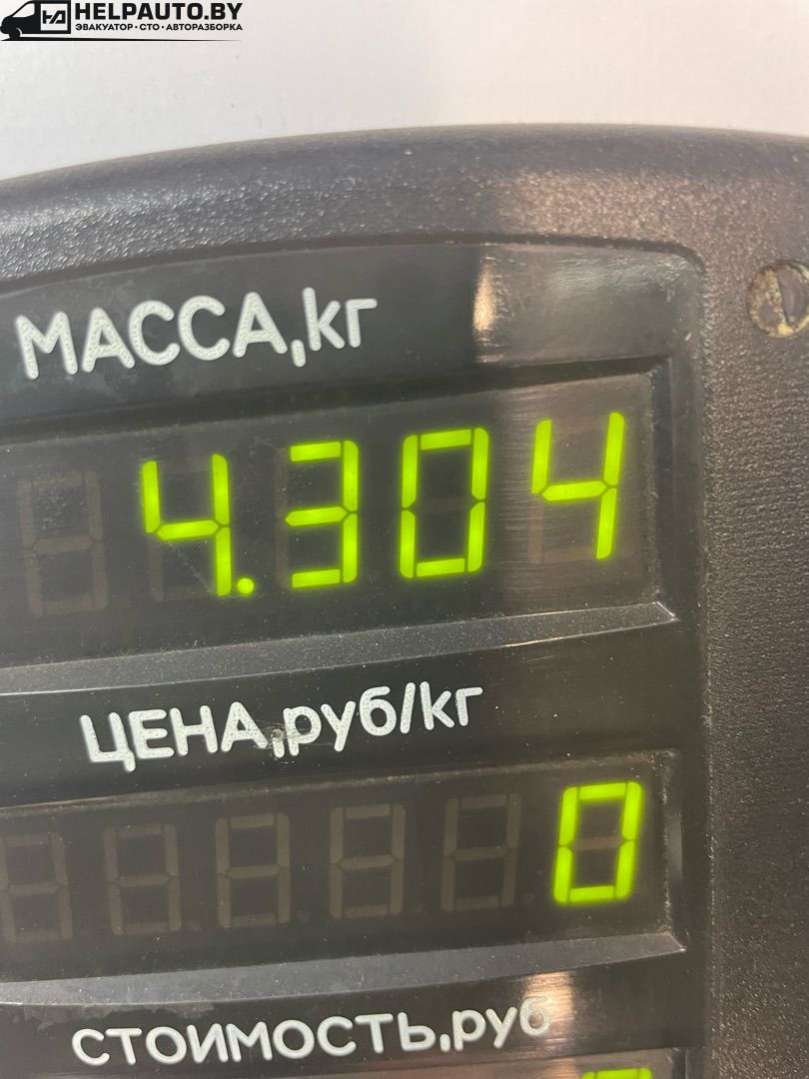 HELPAUTO.BY
ЭВАКУАТОР • СТО • АВТОРАЗБОРКА
МАССА,кг
4.304
ЦЕНА,руб/кг
0
СТОИМОСТЬ,руб